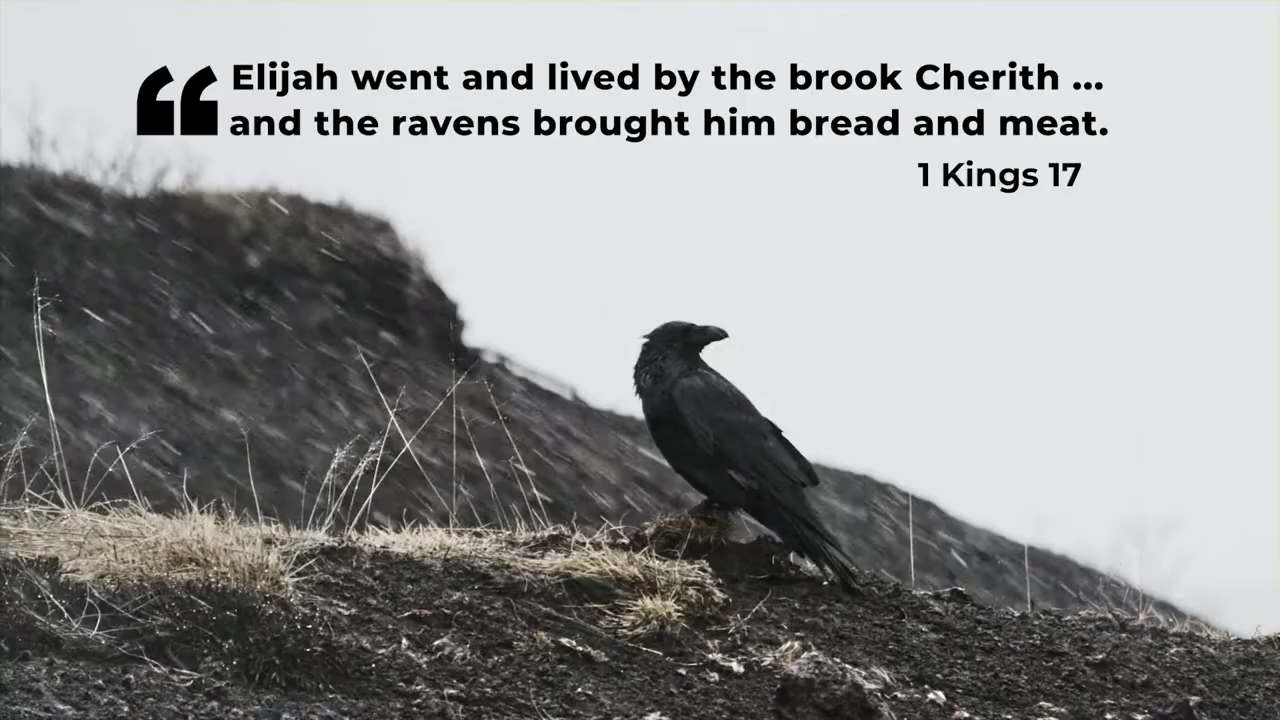 “ Elijah went and lived by the brook Cherith ...
and the ravens brought him bread and meat.
1 Kings 17